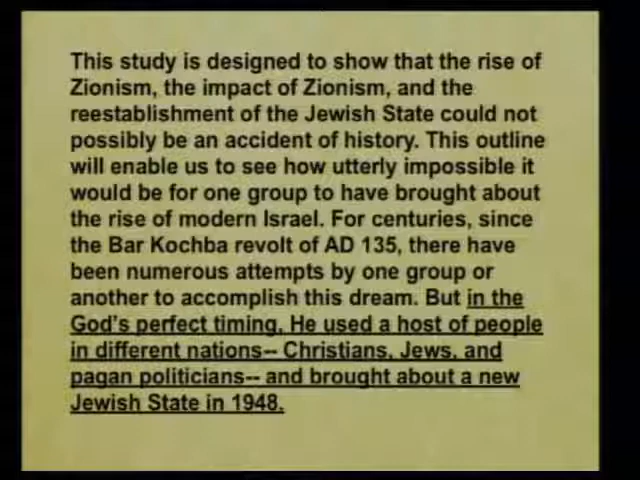 This study is designed to show that the rise of
Zionism, the impact of Zionism, and the
reestablishment of the Jewish State could not
possibly be an accident of history. This outline
will enable us to see how utterly impossible it
would be for one group to have brought about
the rise of modern Israel. For centuries, since
the Bar Kochba revolt of AD 135, there have
been numerous attempts by one group or
another to accomplish this dream. But in the
God's perfect timing, He used a host of people
in different nations-- Christians, Jews, and
pagan politicians-- and brought about a new
Jewish State in 1948.